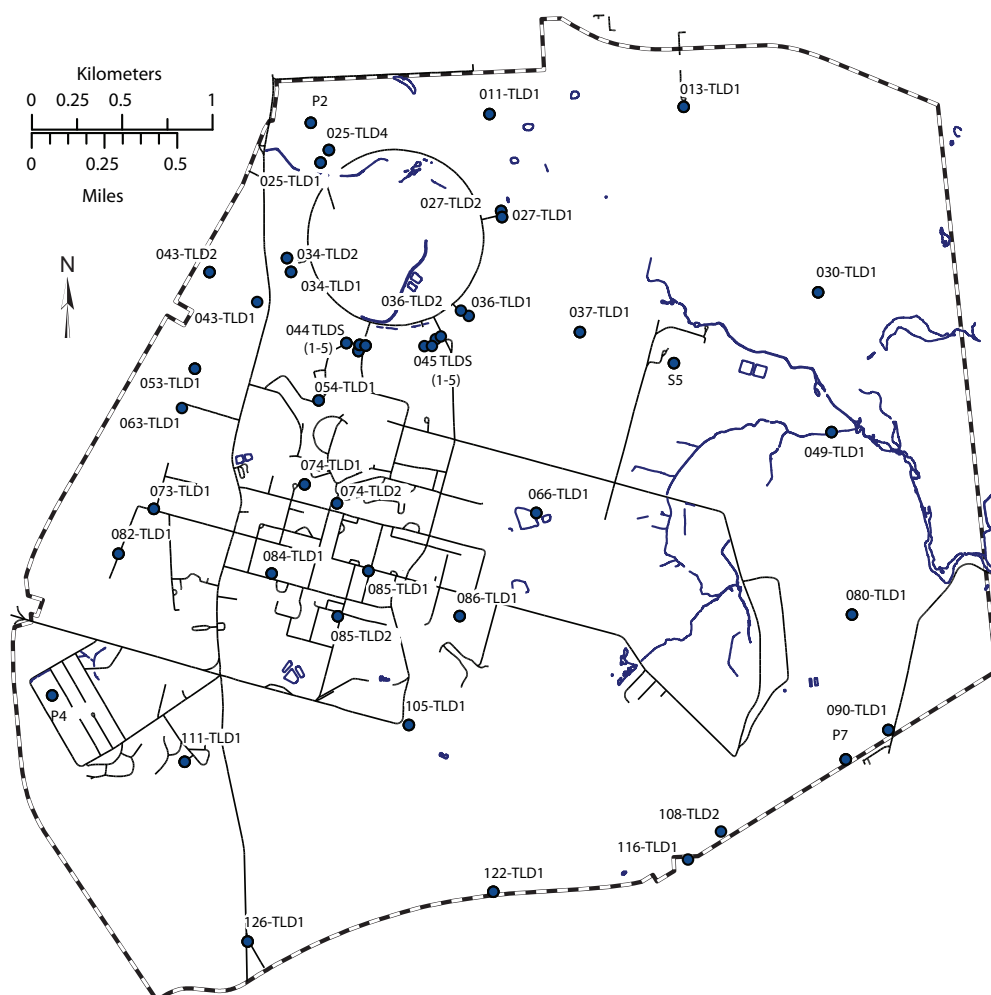 Kilometers
0 0.25 0.5 1
0 0.25 0.5
Miles
N
P2
011-TLD1
013-TLD1
025-TLD4
025-TLD1
027-TLD2
027-TLD1
043-TLD2
034-TLD2
034-TLD1
030-TLD1
043-TLD1
036-TLD2
036-TLD1
037-TLD1
044 TLDS
(1-5)
045 TLDS
(1-5)
053-TLD1
054-TLD1
S5
063-TLD1
049-TLD1
074-TLD1
073-TLD1
074-TLD2
066-TLD1
082-TLD1
084-TLD1
085-TLD1
086-TLD1
080-TLD1
085-TLD2
P4
105-TLD1
090-TLD1
111-TLD1
P7
108-TLD2
116-TLD1
122-TLD1
126-TLD1